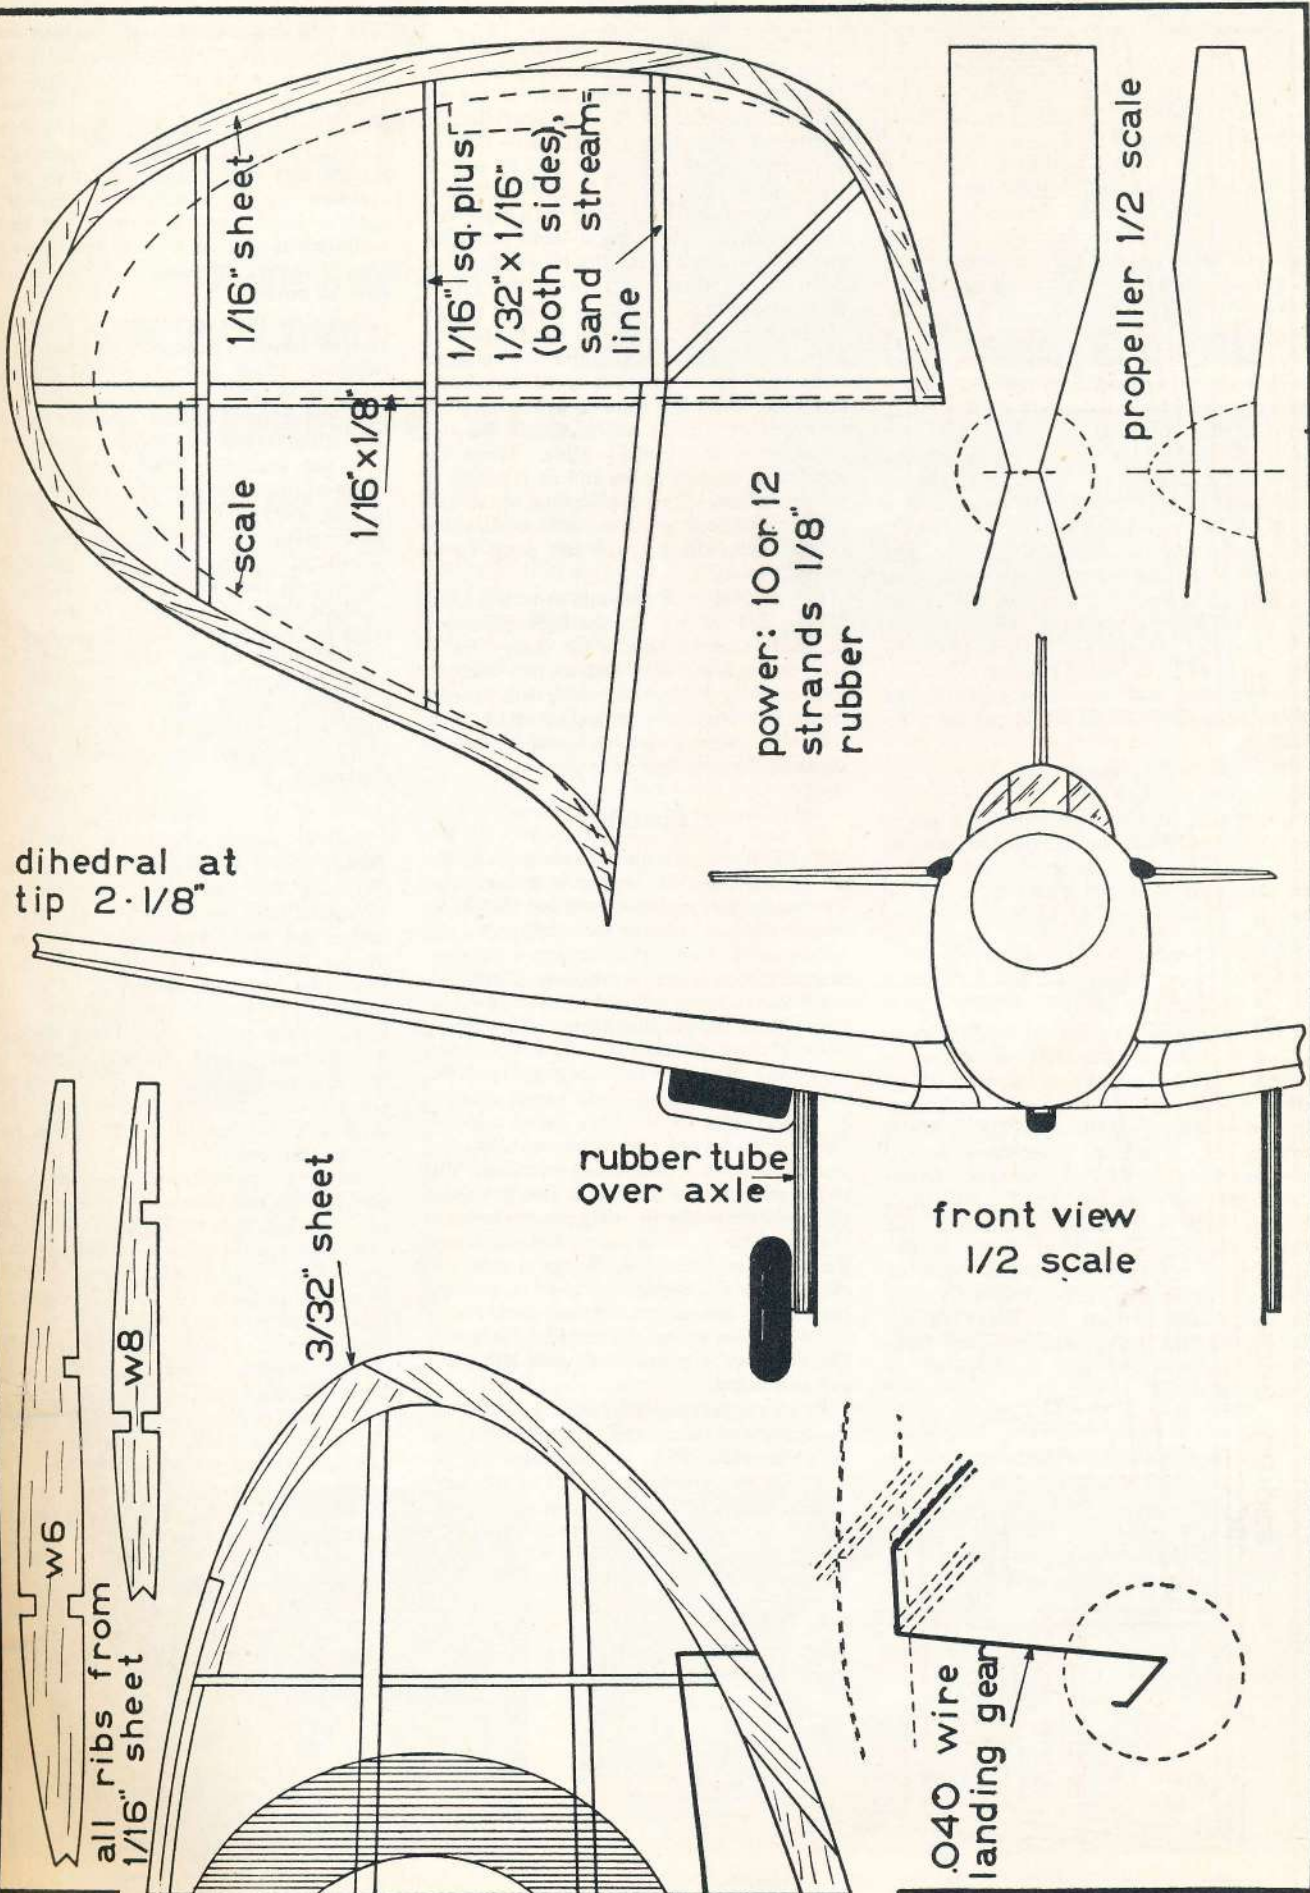 1/16" sheet
1/16" sq. plus
1/32" x 1/16"
(both sides),
sand stream=
line
propeller 1/2 scale
scale
1/16" x 1/8"
power: 10 or 12
strands 1/8"
rubber
dihedral at
tip 2·1/8"
rubber tube
over axle
front view
1/2 scale
3/32" sheet
w8
w6
all ribs from
1/16" sheet
.040 wire
landing gear